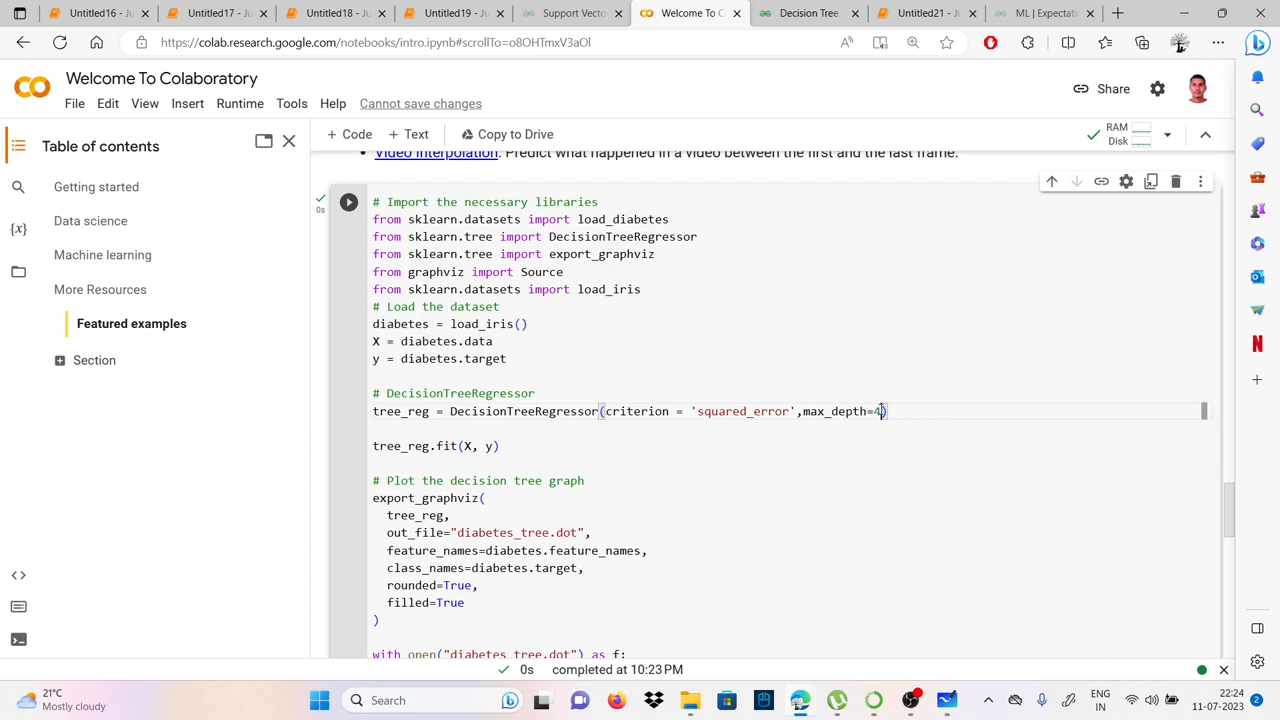 Untitled16 - Ju
Untitled17 - Ju
Untitled18 - Ju
Untitled19 - Ju
Support Vecto
Welcome To C
Decision Tree
Untitled21 - Ju
ML | Expectati
https://colab.research.google.com/notebooks/intro.ipynb#scrollTo=o8OHTmxV3aOl
Welcome To Colaboratory
File Edit View Insert Runtime Tools Help Cannot save changes
Share
Table of contents
Getting started
Data science
Machine learning
More Resources
Featured examples
Section
+ Code + Text Copy to Drive
RAM
Disk
Video Interpolation: Predict what happened in a video between the first and the last frame.
0s
# Import the necessary libraries
from sklearn.datasets import load_diabetes
from sklearn.tree import DecisionTreeRegressor
from sklearn.tree import export_graphviz
from graphviz import Source
from sklearn.datasets import load_iris
# Load the dataset
diabetes = load_iris()
X = diabetes.data
y = diabetes.target
# DecisionTreeRegressor
tree_reg = DecisionTreeRegressor(criterion = 'squared_error',max_depth=4)
tree_reg.fit(X, y)
# Plot the decision tree graph
export_graphviz(
tree_reg,
out_file="diabetes_tree.dot",
feature_names=diabetes.feature_names,
class_names=diabetes.target,
rounded=True,
filled=True
)
with open("diabetes_tree.dot") as f:
0s completed at 10:23 PM
21°C
Mostly cloudy
Search
ENG
IN
22:24
11-07-2023
2